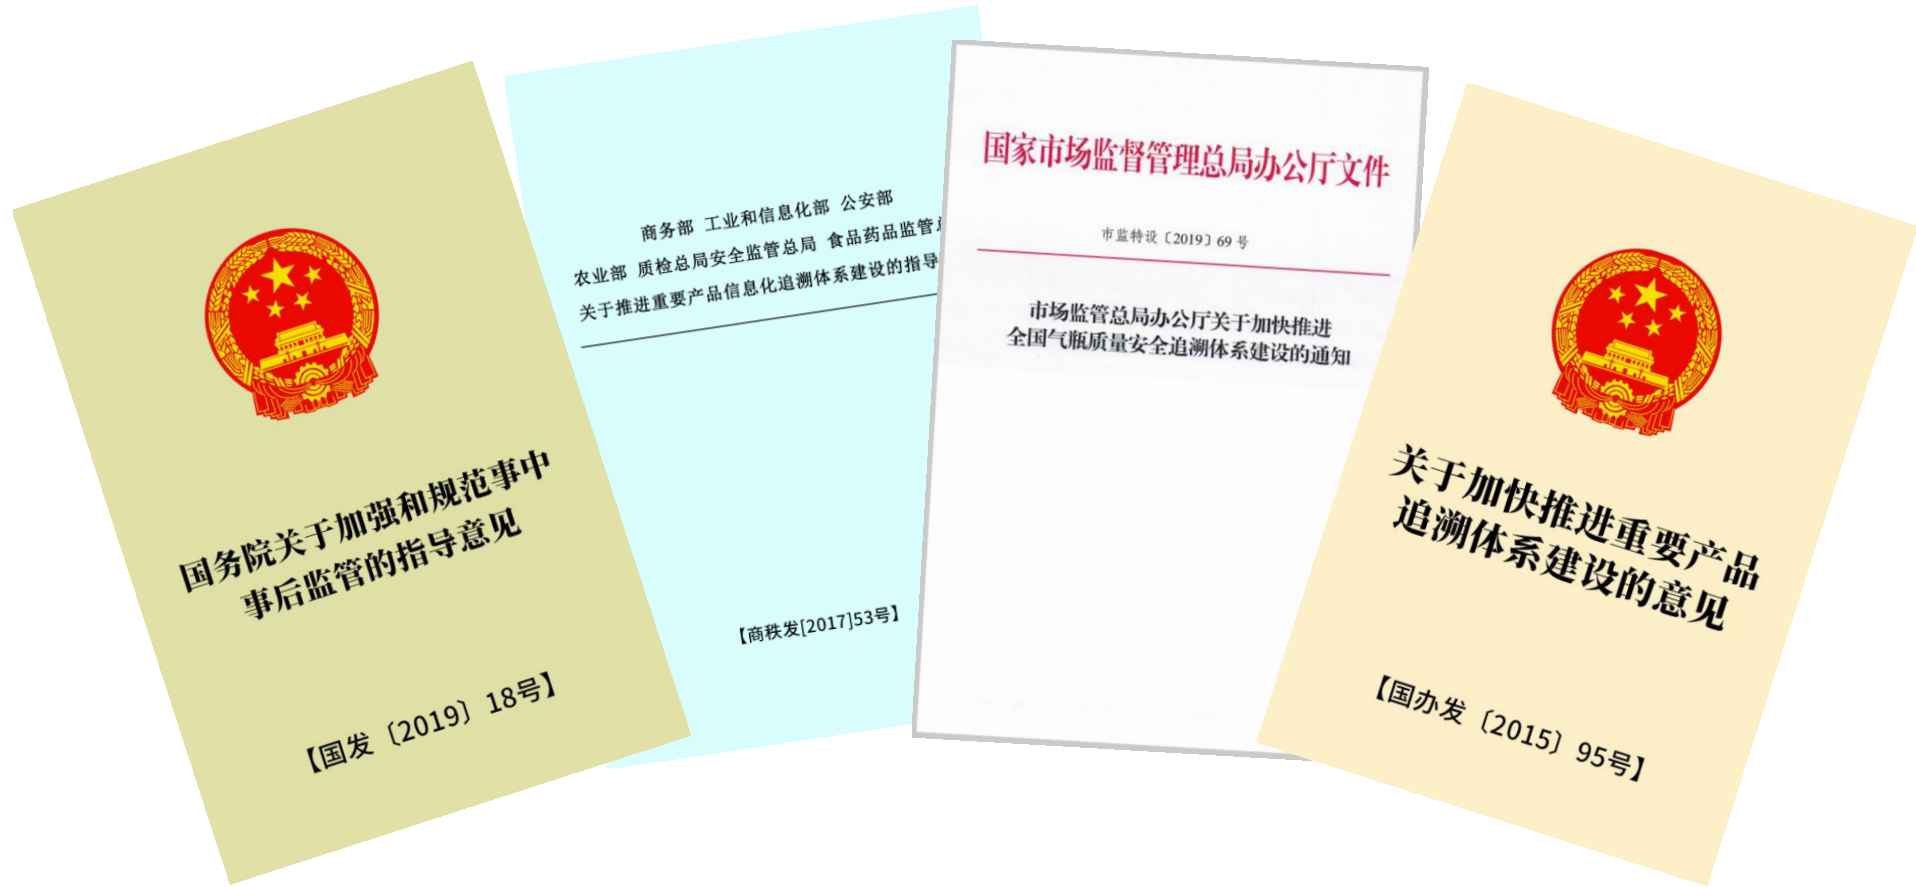 国务院关于加强和规范事中
事后监管的指导意见
【国发〔2019〕18号】
商务部 工业和信息化部 公安部
农业部 质检总局安全监管总局 食品药品监管
关于推进重要产品信息化追溯体系建设的指导
【商秩发[2017]53号】
国家市场监督管理总局办公厅文件
市监特设〔2019〕69号
市场监管总局办公厅关于加快推进
全国气瓶质量安全追溯体系建设的通知
关于加快推进重要产品
追溯体系建设的意见
【国办发〔2015〕95号】